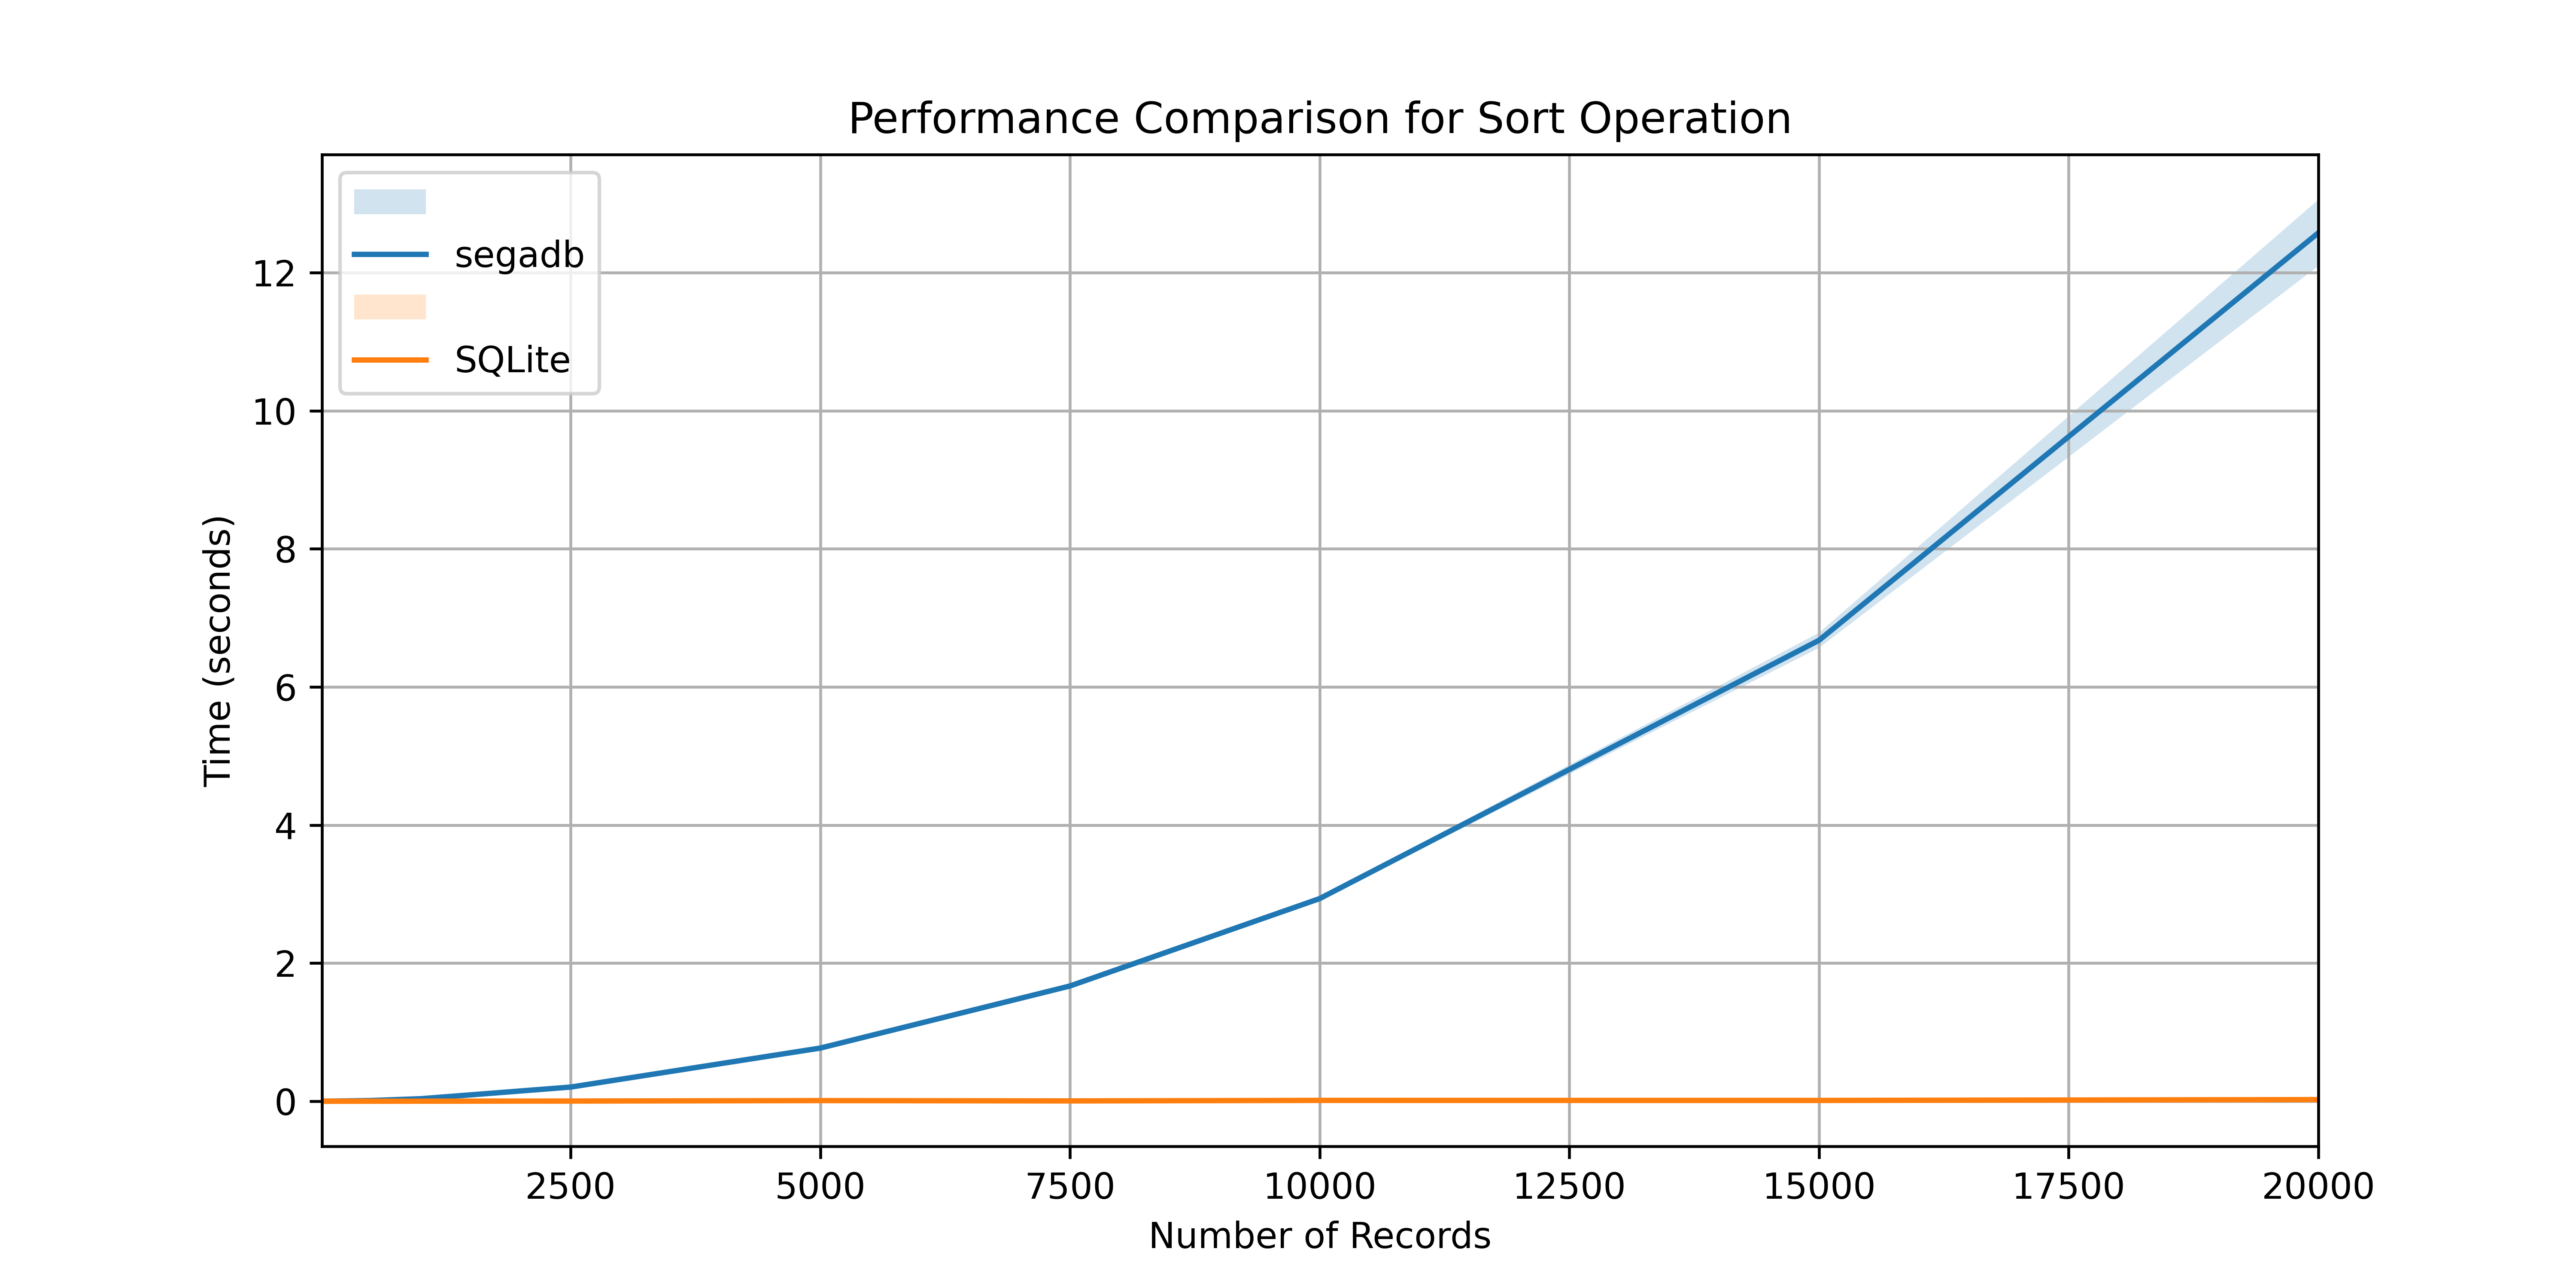 Performance Comparison for Sort Operation
segadb
SQLite
12
10
8
6
4
2
0
Time (seconds)
2500 5000 7500 10000 12500 15000 17500 20000
Number of Records